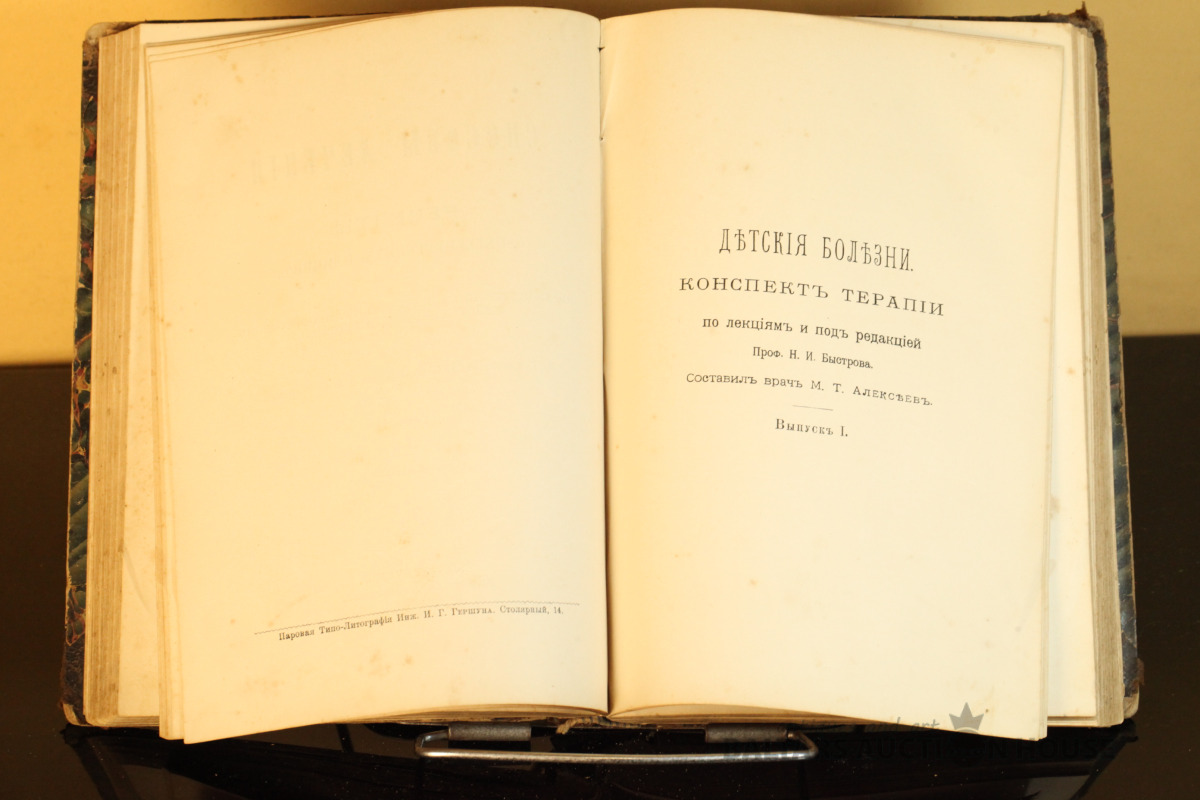 Паровая Типо-Литографія Инж. И. Г. Гершуна. Столярный, 14.
ДѢТСКІЯ БОЛѢЗНИ.
КОНСПЕКТЪ ТЕРАПІИ
по лекціямъ и подъ редакціей
Проф. Н. И. Быстрова.
Составилъ врачъ М. Т. Алексѣевъ.
Выпускъ I.